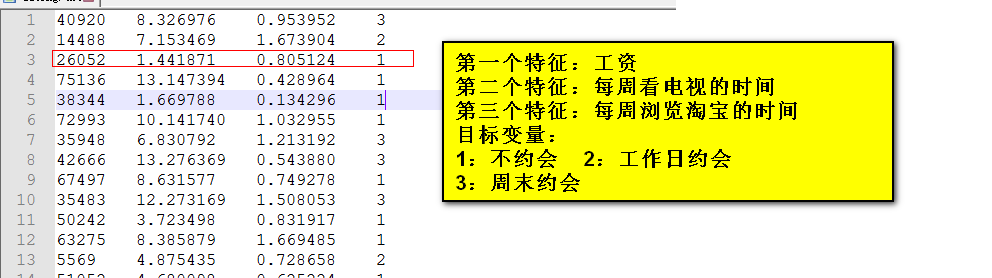 1 40920 8.326976 0.953952 3
2 14488 7.153469 1.673904 2
3 26052 1.441871 0.805124 1
4 75136 13.147394 0.428964 1
5 38344 1.669788 0.134296 1
6 72993 10.141740 1.032955 1
7 35948 6.830792 1.213192 3
8 42666 13.276369 0.543880 3
9 67497 8.631577 0.749278 1
10 35483 12.273169 1.508053 3
11 50242 3.723498 0.831917 1
12 63275 8.385879 1.669485 1
13 5569 4.875435 0.728658 2
第一个特征：工资
第二个特征：每周看电视的时间
第三个特征：每周浏览淘宝的时间
目标变量：
1：不约会 2：工作日约会
3：周末约会